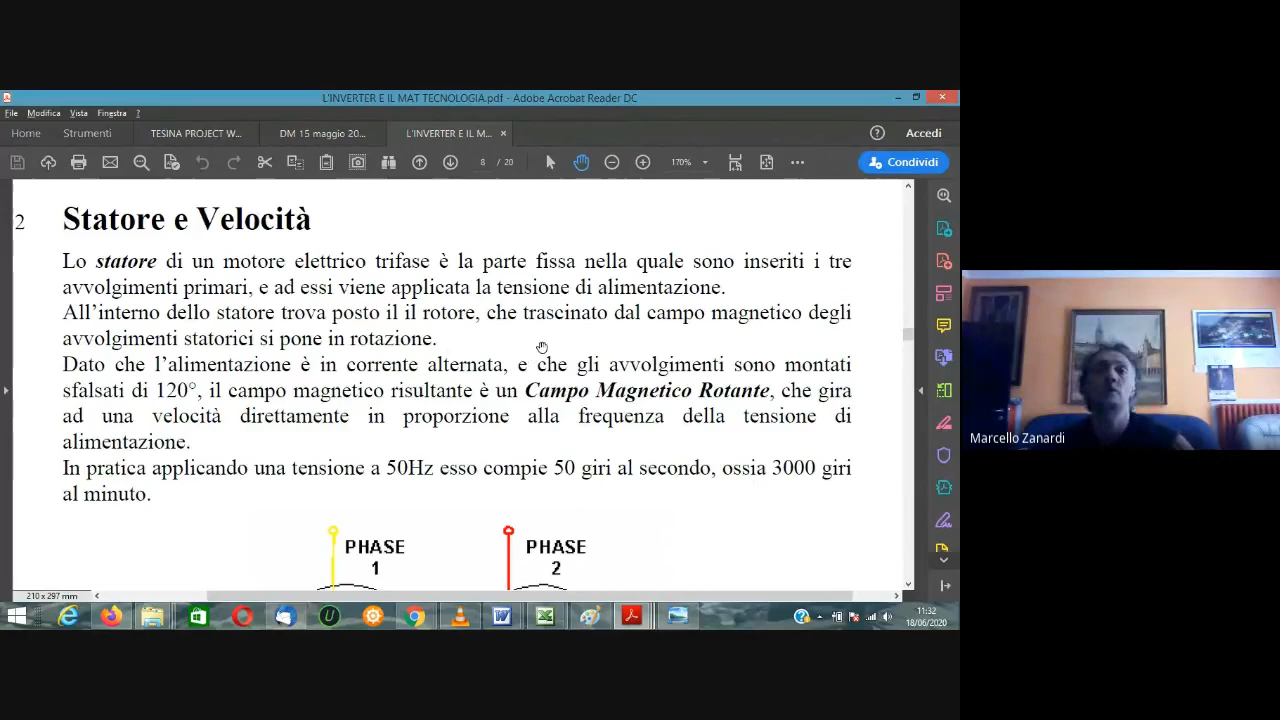 L'INVERTER E IL MAT TECNOLOGIA.pdf - Adobe Acrobat Reader DC
File Modifica Vista Finestra ?
Home Strumenti TESINA PROJECT W... DM 15 maggio 20... L'INVERTER E IL M... × Accedi
8 / 20 170% Condividi
2 Statore e Velocità
Lo statore di un motore elettrico trifase è la parte fissa nella quale sono inseriti i tre
avvolgimenti primari, e ad essi viene applicata la tensione di alimentazione.
All'interno dello statore trova posto il il rotore, che trascinato dal campo magnetico degli
avvolgimenti statorici si pone in rotazione.
Dato che l'alimentazione è in corrente alternata, e che gli avvolgimenti sono montati
sfalsati di 120°, il campo magnetico risultante è un Campo Magnetico Rotante, che gira
ad una velocità direttamente in proporzione alla frequenza della tensione di
alimentazione.
In pratica applicando una tensione a 50Hz esso compie 50 giri al secondo, ossia 3000 giri
al minuto.
PHASE
1
PHASE
2
210 x 297 mm
11:32
18/06/2020
Marcello Zanardi